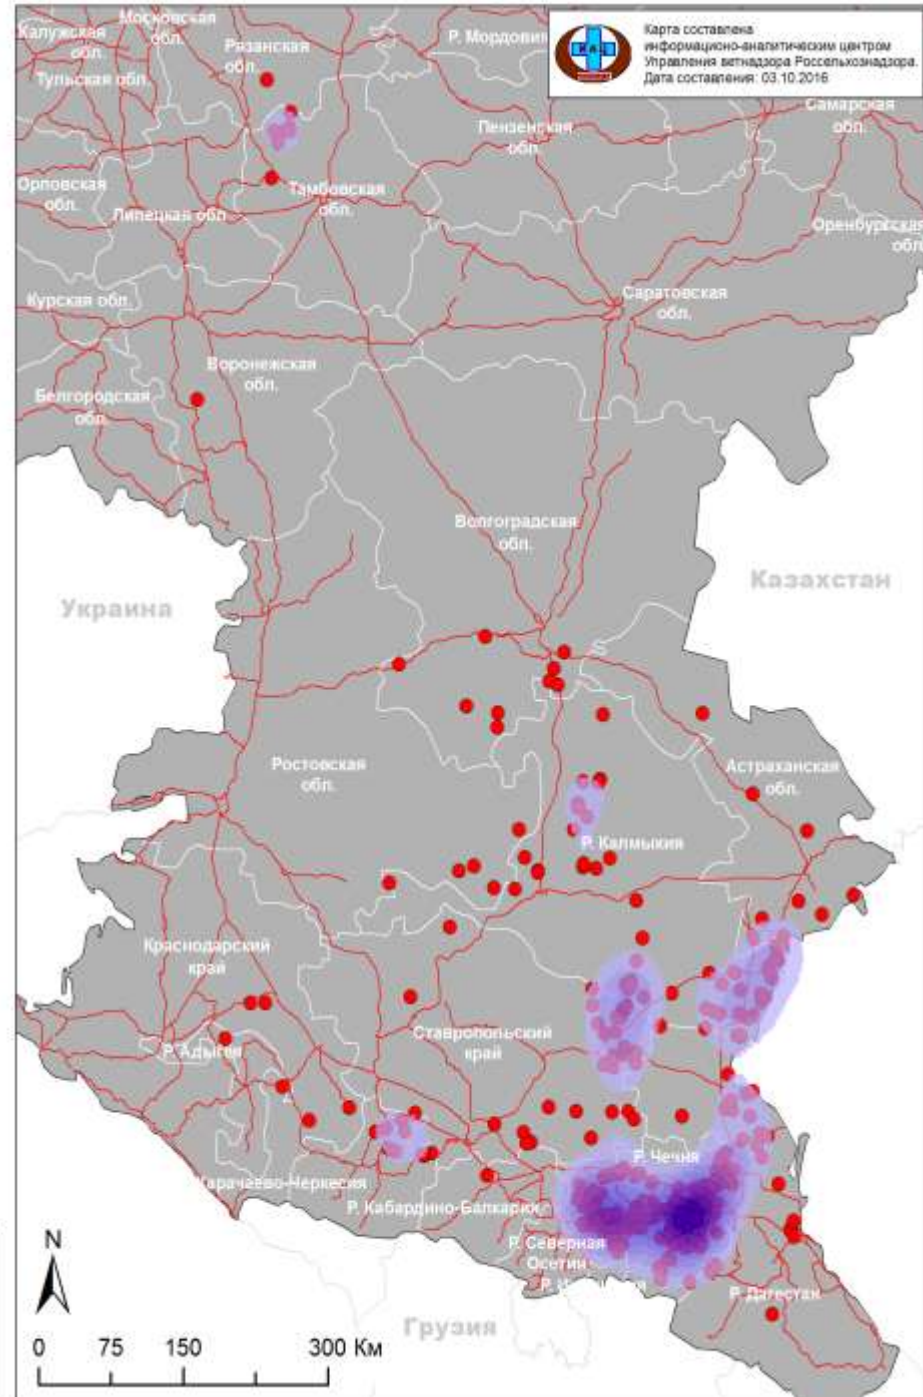 Карта составлена
информационо-аналитическим центром
Управления ветнадзора Россельхознадзора.
Дата составления: 03.10.2016
Московская
обл.
Калужская
обл.
Рязанская
обл.
Р. Мордовия
Тульская обл.
Самарская
обл.
Пензенская
обл.
Орловская
обл.
Липецкая обл
Тамбовская
обл.
Оренбургская
обл
Курская обл.
Саратовская
обл.
Воронежская
обл.
Белгородская
обл.
Волгоградская
обл.
Казахстан
Украина
Ростовская
обл.
Астраханская
обл.
Р. Калмыкия
Краснодарский
край
Ставропольский
край
Р. Адыгея
Р. Чечня
Карачаево-Черкессия
Р. Кабардино-Балкария
Р. Северная
Осетия
Р. Дагестан
Грузия
N
0 75 150 300 Км